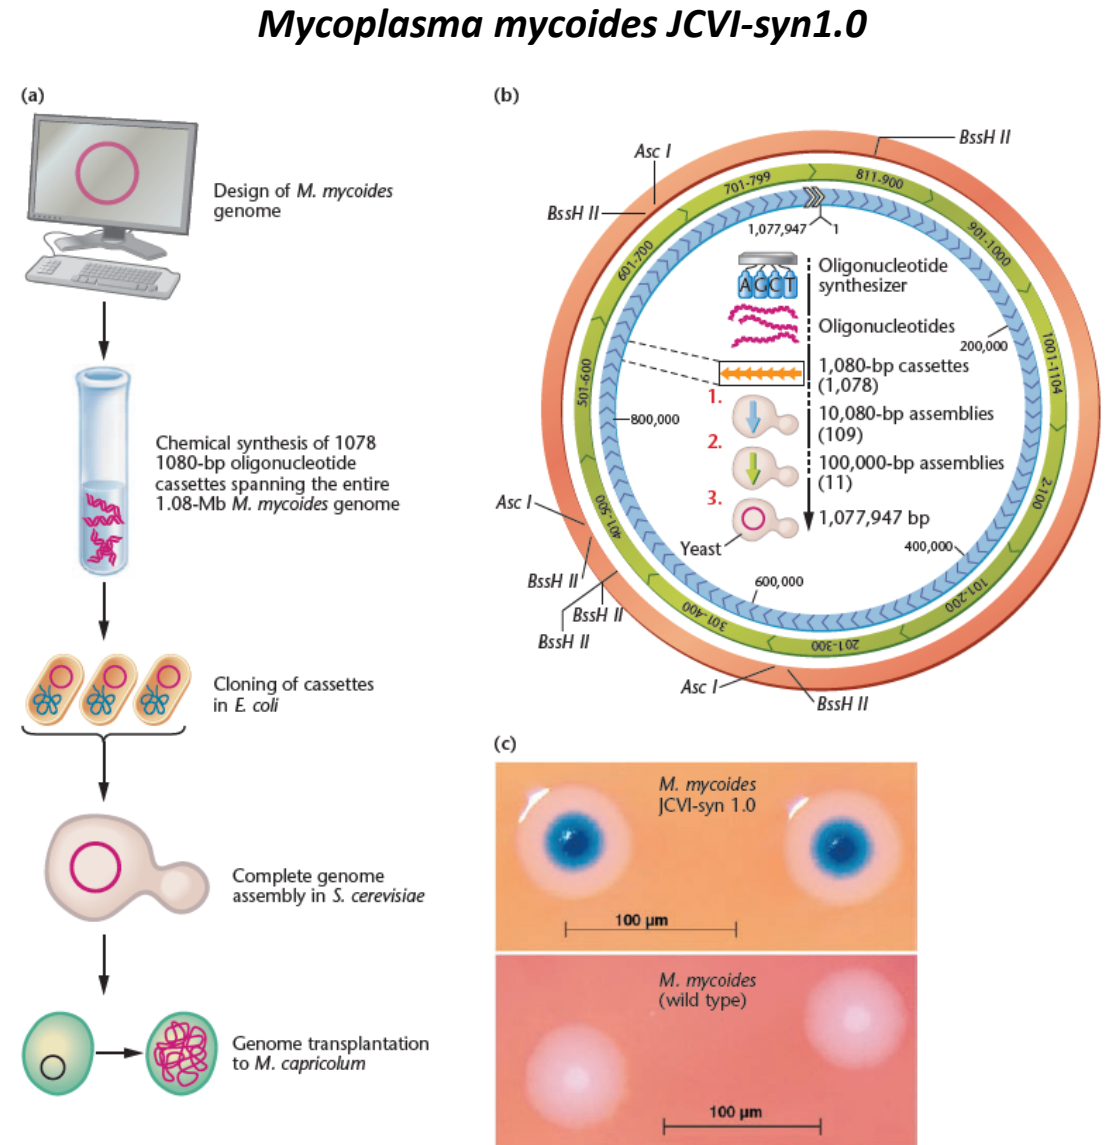 Mycoplasma mycoides JCVI-syn1.0
(a)
Design of M. mycoides
genome
Chemical synthesis of 1078
1080-bp oligonucleotide
cassettes spanning the entire
1.08-Mb M. mycoides genome
Cloning of cassettes
in E. coli
Complete genome
assembly in S. cerevisiae
Genome transplantation
to M. capricolum
(b)
BssH II
Asc I
BssH II
701-799
811-900
601-700
901-1000
1,077,947
1
Oligonucleotide
synthesizer
AGCT
Oligonucleotides
200,000
1001-1104
501-600
1,080-bp cassettes
(1,078)
1.
800,000
10,080-bp assemblies
(109)
2.
100,000-bp assemblies
(11)
3.
1,077,947 bp
Yeast
2100
Asc I
401-500
400,000
BssH II
600,000
101-200
BssH II
301-400
BssH II
201-300
Asc I
BssH II
(c)
M. mycoides
JCVI-syn 1.0
100 µm
M. mycoides
(wild type)
100 µm